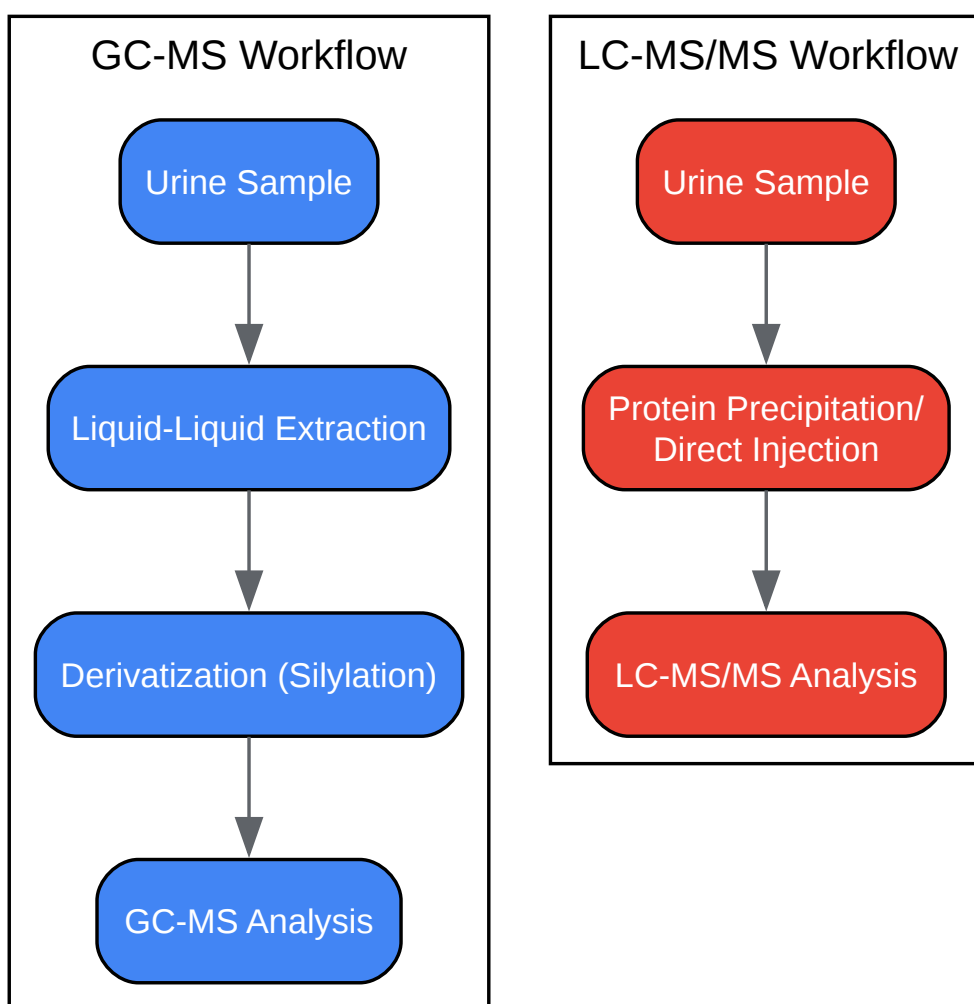 GC-MS Workflow
Urine Sample
Liquid-Liquid Extraction
Derivatization (Silylation)
GC-MS Analysis
LC-MS/MS Workflow
Urine Sample
Protein Precipitation/
Direct Injection
LC-MS/MS Analysis